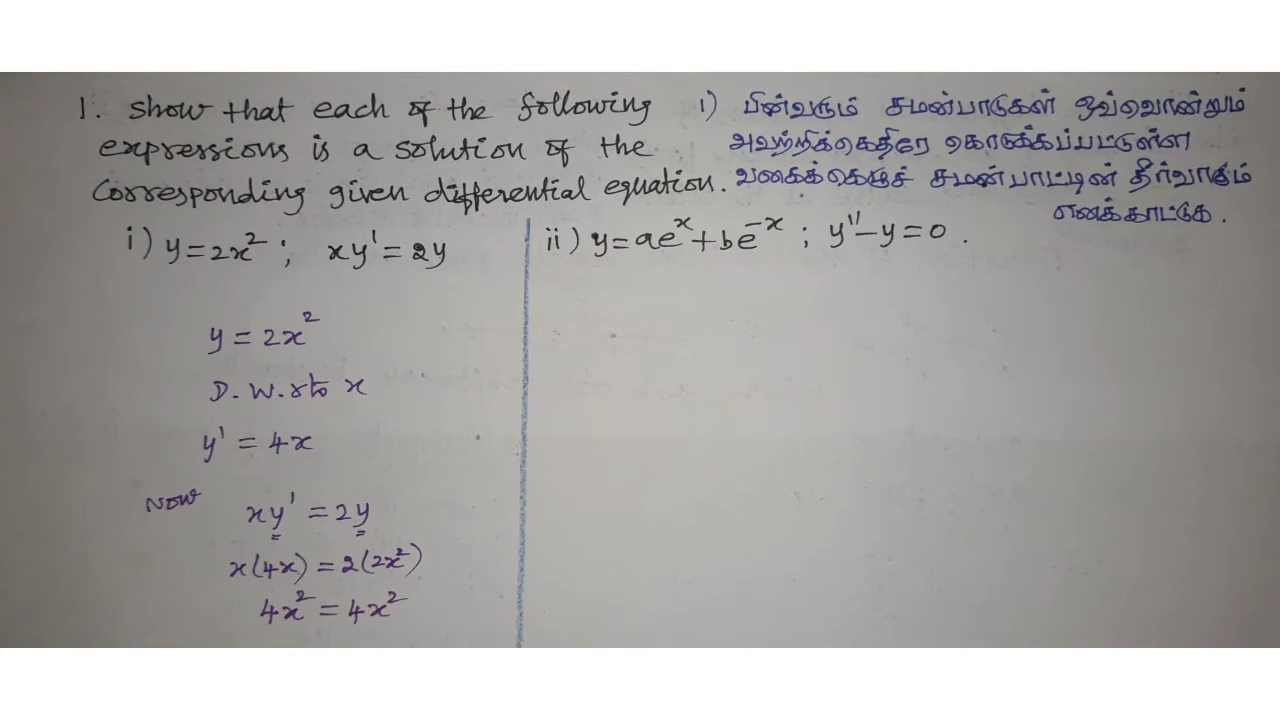 1. show that each of the following
expressions is a solution of the
Corresponding given differential equation.
1) பின்வரும் சமன்பாடுகள் ஒவ்வொன்றும்
அவற்றிக்கெதிரே கொடுக்கப்பட்டுள்ள
வகைக்கெழுச் சமன்பாட்டின் தீர்வாகும்
எனக்காட்டுக.
i) y = 2x² ; xy' = 2y
y = 2x²
D. W. r to x
y' = 4x
Now xy' = 2y
x(4x) = 2(2x²)
4x² = 4x²
ii) y = aeˣ + be⁻ˣ ; y'' - y = 0.